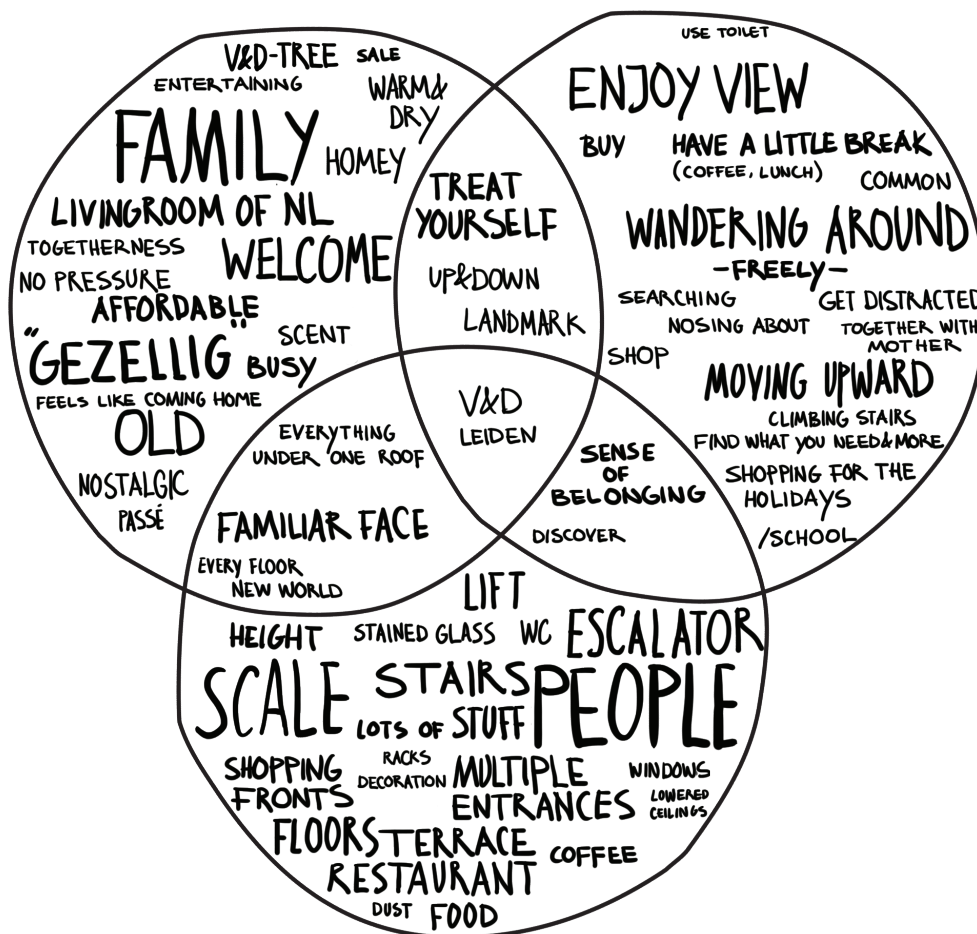 V&D-TREE
SALE
ENTERTAINING
WARM&
DRY
FAMILY
HOMEY
LIVINGROOM OF NL
TOGETHERNESS
WELCOME
NO PRESSURE
AFFORDABLE
SCENT
"GEZELLIG"
BUSY
FEELS LIKE COMING HOME
OLD
NOSTALGIC
PASSÉ
TREAT
YOURSELF
UP&DOWN
LANDMARK
USE TOILET
ENJOY VIEW
BUY
HAVE A LITTLE BREAK
(COFFEE, LUNCH)
COMMON
WANDERING AROUND
-FREELY-
SEARCHING
GET DISTRACTED
NOSING ABOUT
TOGETHER WITH
MOTHER
SHOP
MOVING UPWARD
CLIMBING STAIRS
FIND WHAT YOU NEED&MORE
SHOPPING FOR THE
HOLIDAYS
/SCHOOL
V&D
LEIDEN
EVERYTHING
UNDER ONE ROOF
FAMILIAR FACE
EVERY FLOOR
NEW WORLD
SENSE
OF
BELONGING
DISCOVER
LIFT
HEIGHT
STAINED GLASS
WC
ESCALATOR
SCALE
STAIRS
PEOPLE
LOTS OF STUFF
SHOPPING
FRONTS
RACKS
DECORATION
MULTIPLE
ENTRANCES
WINDOWS
LOWERED
CEILINGS
FLOORS
TERRACE
COFFEE
RESTAURANT
DUST
FOOD